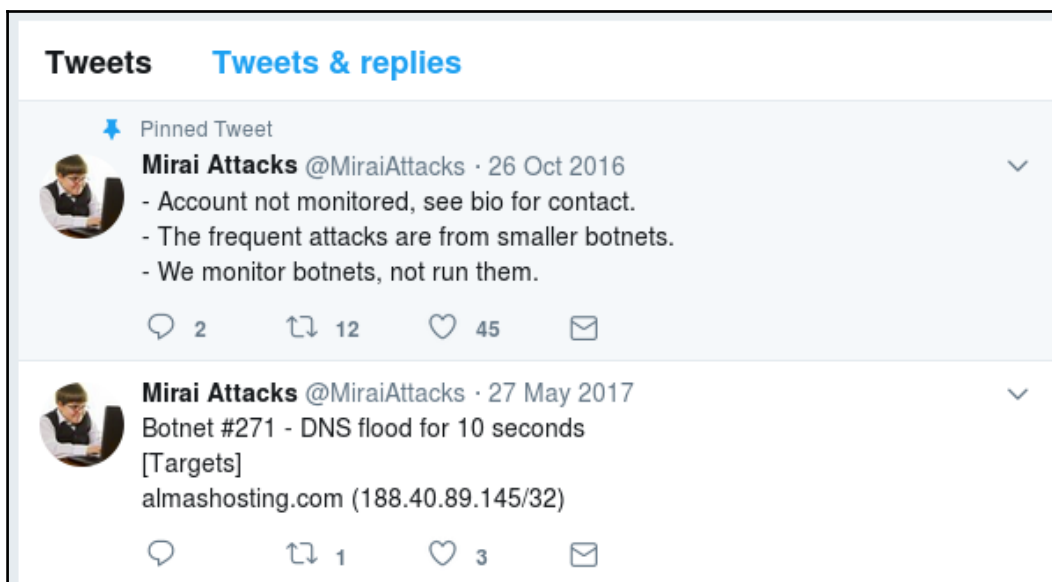 Tweets Tweets & replies
Pinned Tweet
Mirai Attacks @MiraiAttacks · 26 Oct 2016
- Account not monitored, see bio for contact.
- The frequent attacks are from smaller botnets.
- We monitor botnets, not run them.
2 12 45
Mirai Attacks @MiraiAttacks · 27 May 2017
Botnet #271 - DNS flood for 10 seconds
[Targets]
almashosting.com (188.40.89.145/32)
1 3